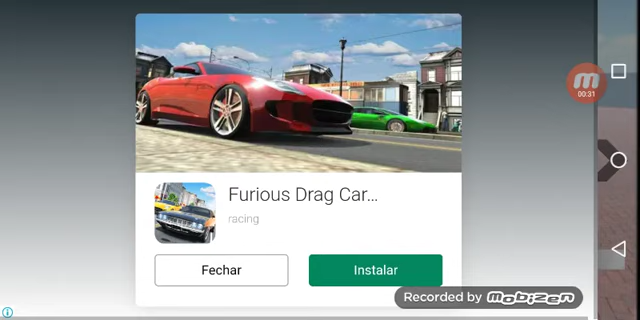 00:31
Furious Drag Car...
racing
Fechar
Instalar
Recorded by MOBIZEN